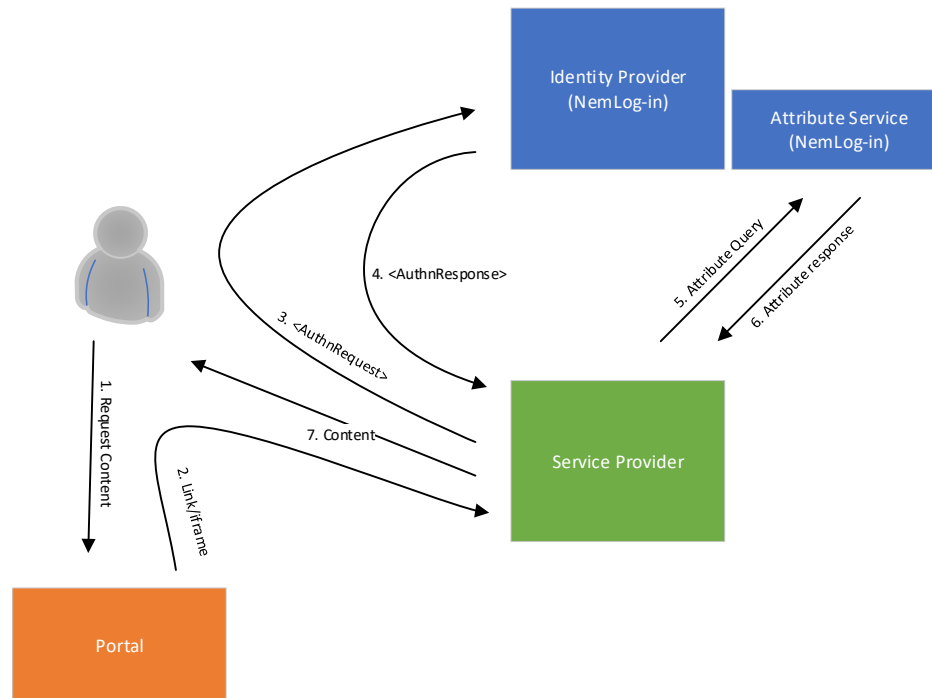 Identity Provider
(NemLog-in)
Attribute Service
(NemLog-in)
5. Attribute Query
6. Attribute response
4. <AuthnResponse>
3. <AuthnRequest>
1. Request Content
7. Content
2. Link/iframe
Service Provider
Portal